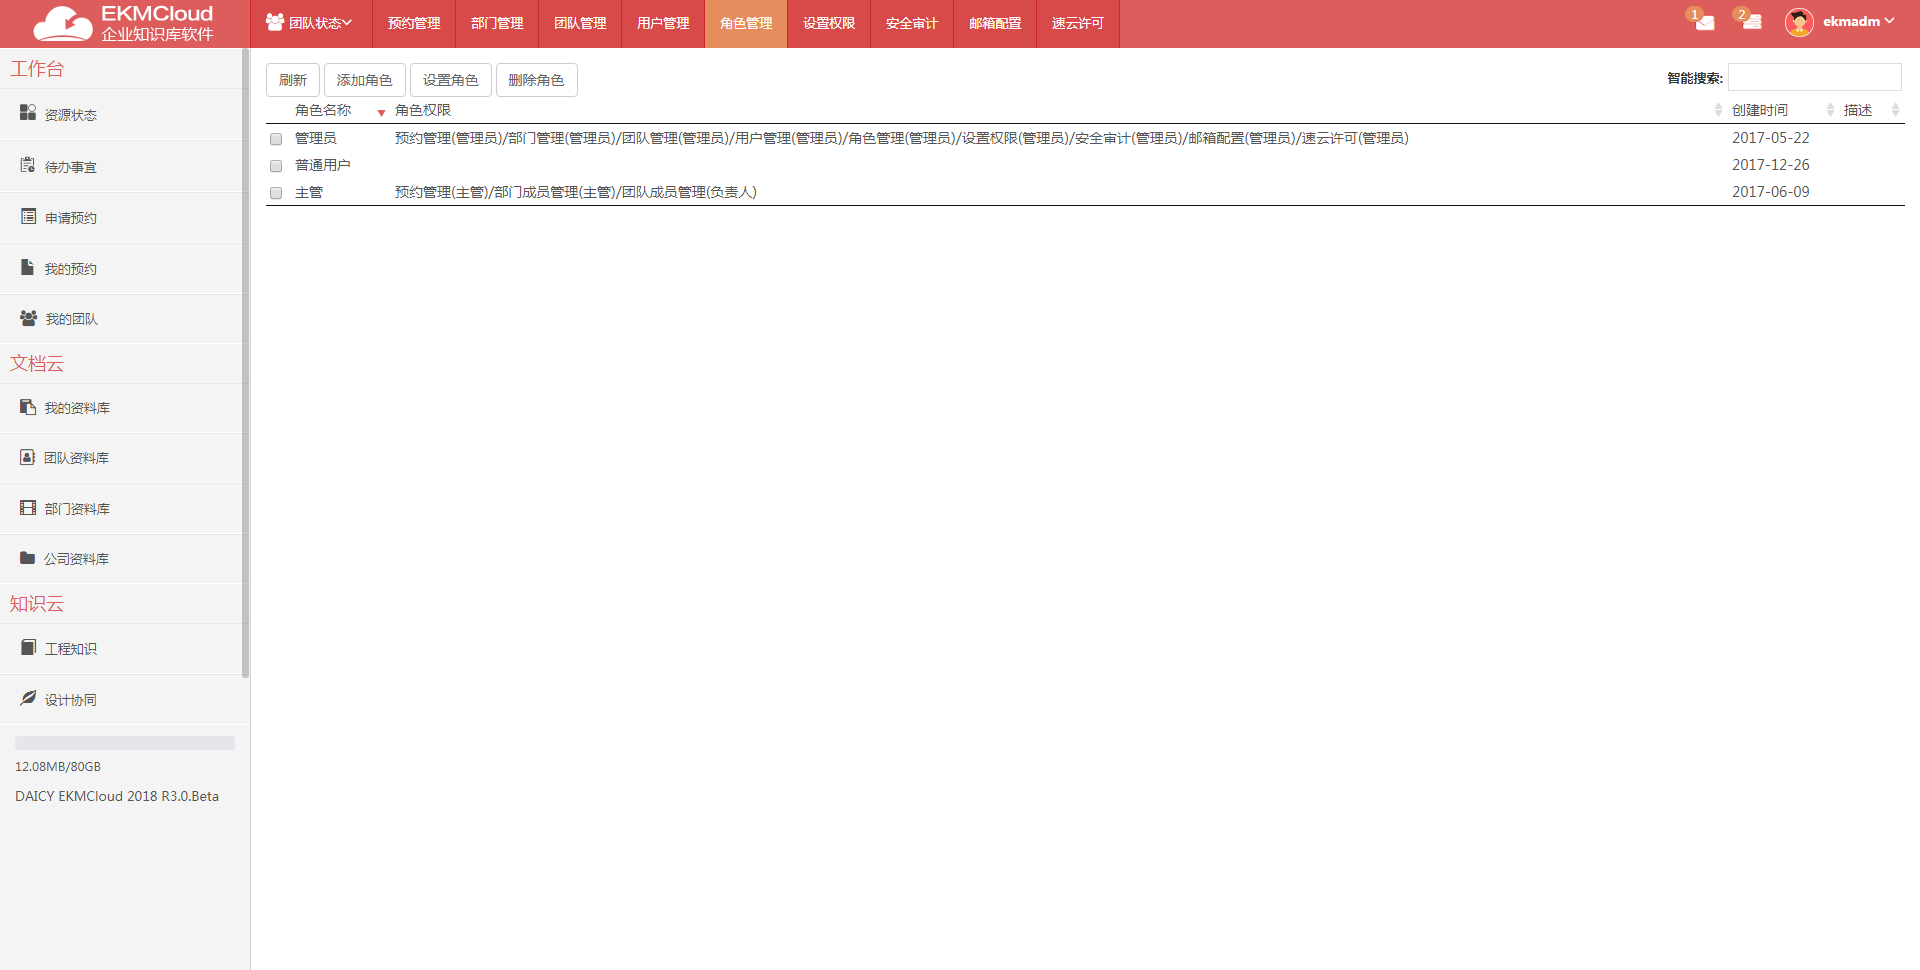 EKMCloud
企业知识库软件
团队状态 预约管理 部门管理 团队管理 用户管理 角色管理 设置权限 安全审计 邮箱配置 速云许可 1 2 ekmadm
工作台
资源状态
待办事宜
申请预约
我的预约
我的团队
文档云
我的资料库
团队资料库
部门资料库
公司资料库
知识云
工程知识
设计协同
12.08MB/80GB
DAICY EKMCloud 2018 R3.0.Beta
刷新 添加角色 设置角色 删除角色 智能搜索:
角色名称 角色权限 创建时间 描述
管理员 预约管理(管理员)/部门管理(管理员)/团队管理(管理员)/用户管理(管理员)/角色管理(管理员)/设置权限(管理员)/安全审计(管理员)/邮箱配置(管理员)/速云许可(管理员) 2017-05-22
普通用户 2017-12-26
主管 预约管理(主管)/部门成员管理(主管)/团队成员管理(负责人) 2017-06-09